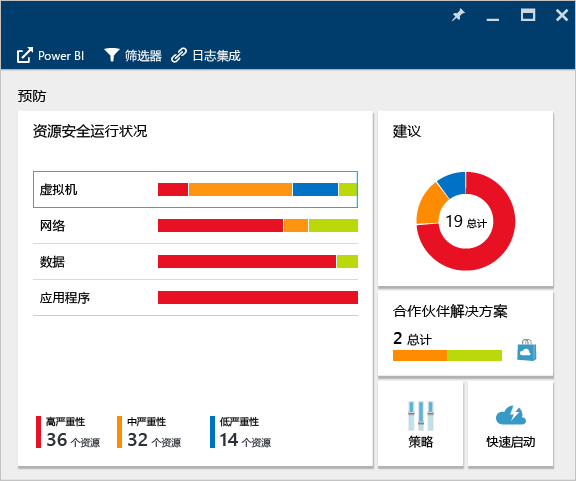 Power BI 筛选器 日志集成
预防
资源安全运行状况
虚拟机
网络
数据
应用程序
高严重性 中严重性 低严重性
36 个资源 32 个资源 14 个资源
建议
19 总计
合作伙伴解决方案
2 总计
策略 快速启动